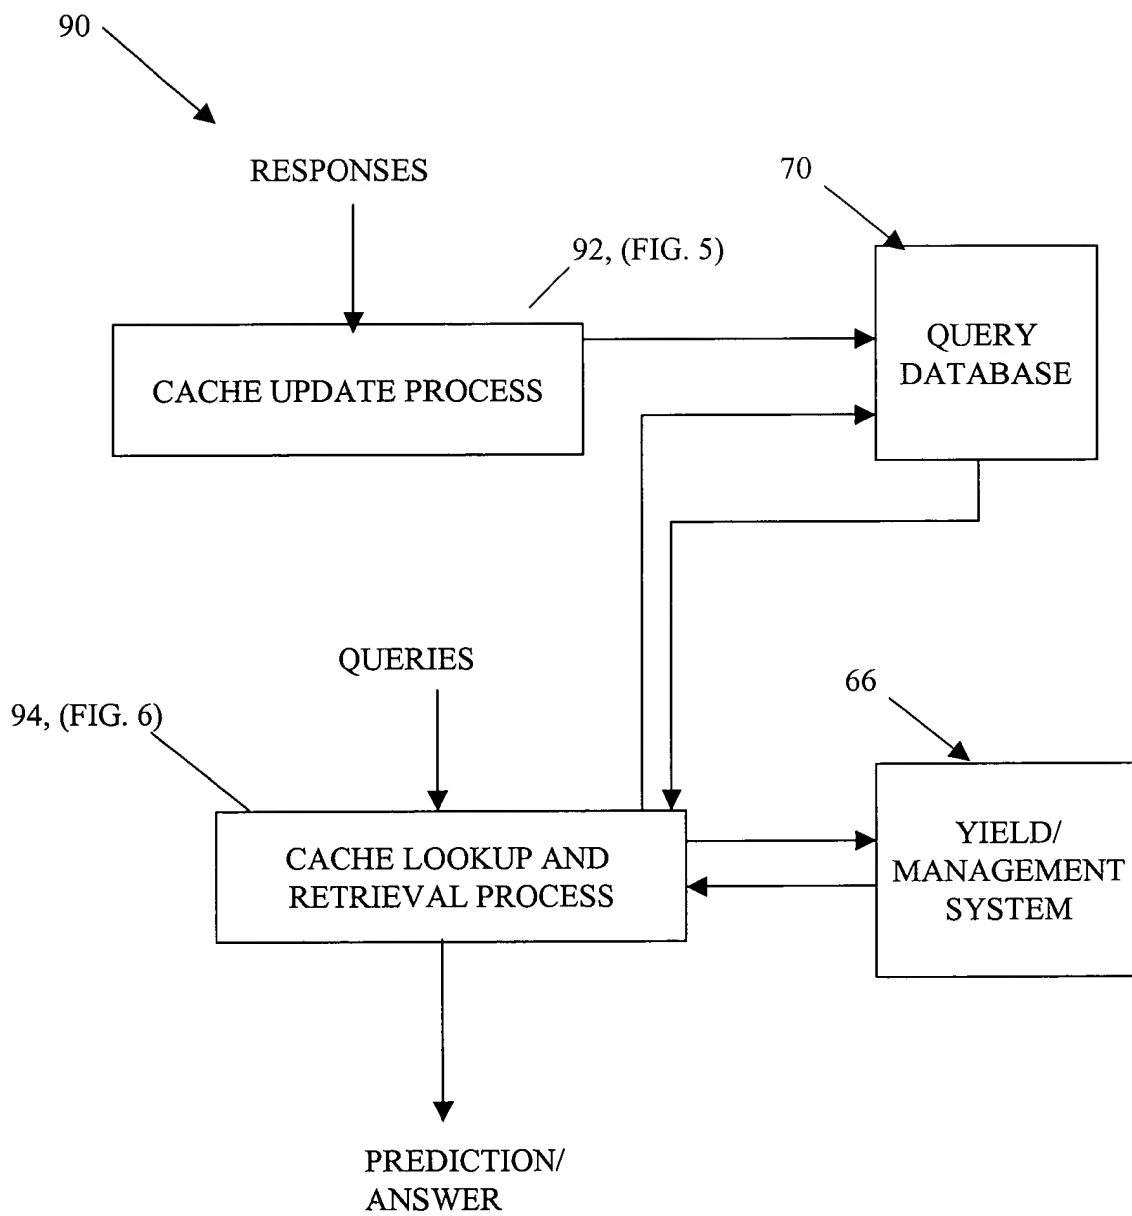 90
RESPONSES
70
92, (FIG. 5)
QUERY
DATABASE
CACHE UPDATE PROCESS
QUERIES
66
94, (FIG. 6)
CACHE LOOKUP AND
RETRIEVAL PROCESS
YIELD/
MANAGEMENT
SYSTEM
PREDICTION/
ANSWER